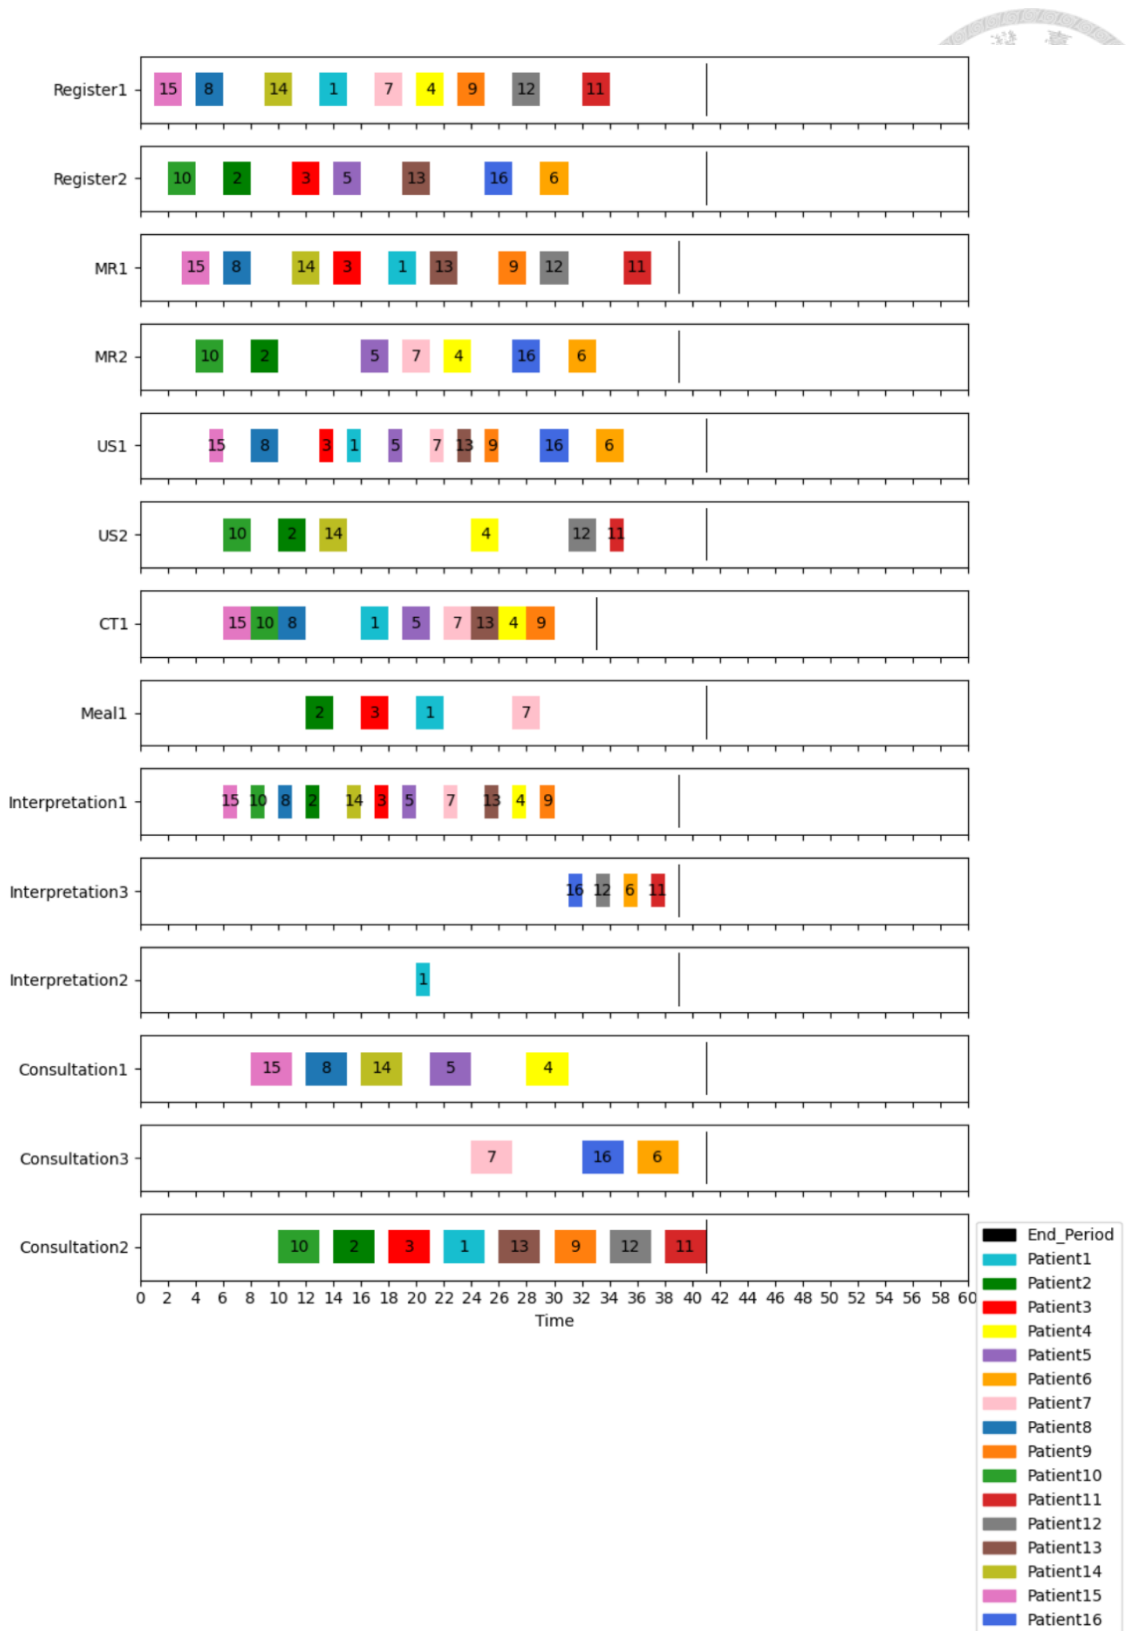 Register1 15 8 14 1 7 4 9 12 11
Register2 10 2 3 5 13 16 6
MR1 15 8 14 3 1 13 9 12 11
MR2 10 2 5 7 4 16 6
US1 15 8 3 1 5 7 13 9 16 6
US2 10 2 14 4 12 11
CT1 15 10 8 1 5 7 13 4 9
Meal1 2 3 1 7
Interpretation1 15 10 8 2 14 3 5 7 13 4 9
Interpretation3 16 12 6 11
Interpretation2 1
Consultation1 15 8 14 5 4
Consultation3 7 16 6
Consultation2 10 2 3 1 13 9 12 11
0 2 4 6 8 10 12 14 16 18 20 22 24 26 28 30 32 34 36 38 40 42 44 46 48 50 52 54 56 58 60
Time
End_Period
Patient1
Patient2
Patient3
Patient4
Patient5
Patient6
Patient7
Patient8
Patient9
Patient10
Patient11
Patient12
Patient13
Patient14
Patient15
Patient16